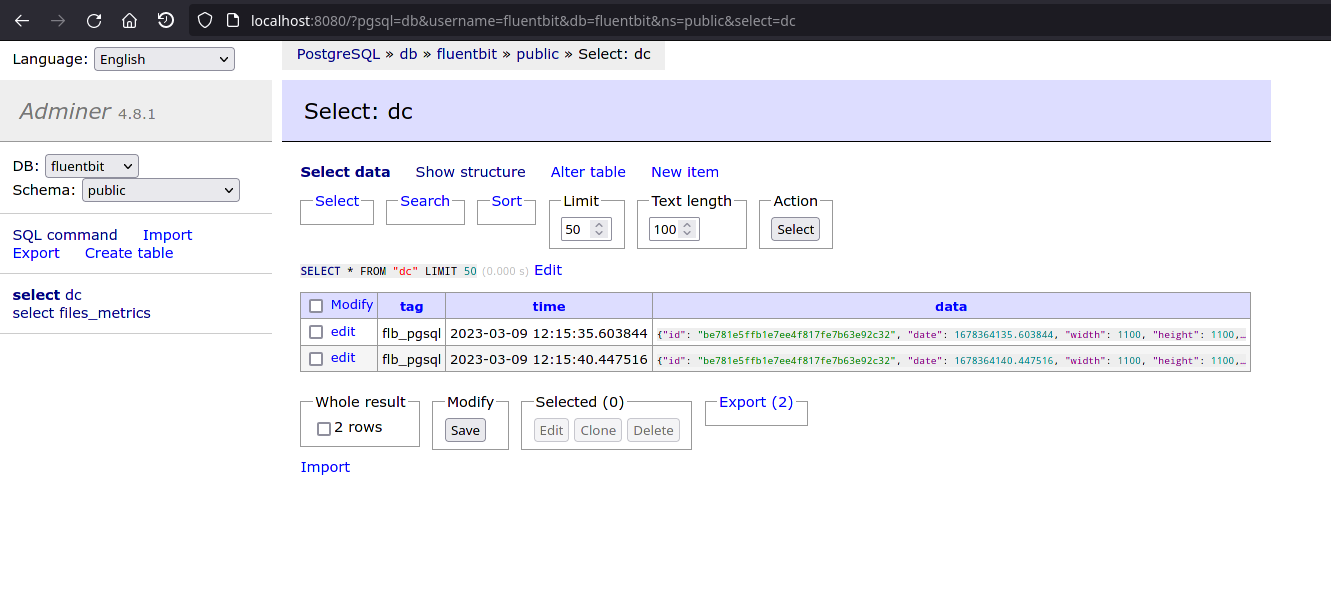 localhost:8080/?pgsql=db&username=fluentbit&db=fluentbit&ns=public&select=dc
Language: English
PostgreSQL » db » fluentbit » public » Select: dc
Adminer 4.8.1
Select: dc
DB: fluentbit
Schema: public
SQL command Import
Export Create table
select dc
select files_metrics
Select data Show structure Alter table New item
Select Search Sort Limit Text length Action
50 100 Select
SELECT * FROM "dc" LIMIT 50 (0.000 s) Edit
Modify tag time data
edit flb_pgsql 2023-03-09 12:15:35.603844 {"id": "be781e5ffb1e7ee4f817fe7b63e92c32", "date": 1678364135.603844, "width": 1100, "height": 1100,…
edit flb_pgsql 2023-03-09 12:15:40.447516 {"id": "be781e5ffb1e7ee4f817fe7b63e92c32", "date": 1678364140.447516, "width": 1100, "height": 1100,…
Whole result Modify Selected (0) Export (2)
2 rows Save Edit Clone Delete
Import